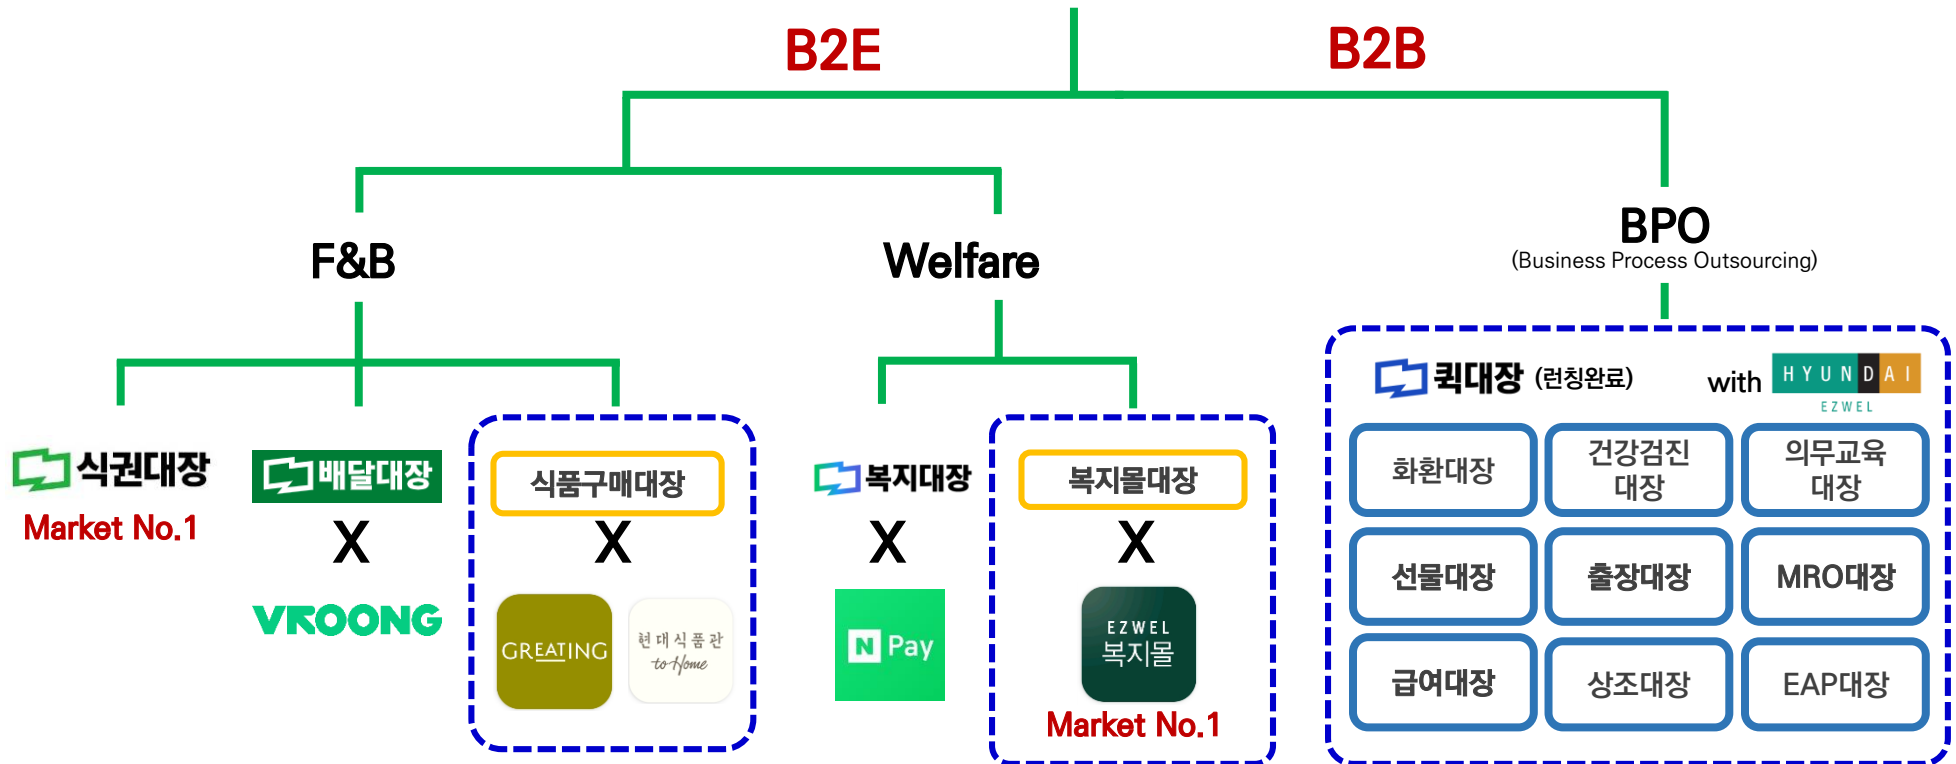 B2E
B2B
F&B
Welfare
BPO
(Business Process Outsourcing)
식권대장
Market No.1
배달대장
X
VROONG
식품구매대장
X
GREATING
현대식품관
to Home
복지대장
X
N Pay
복지몰대장
X
EZWEL
복지몰
Market No.1
퀵대장 (런칭완료)
with HYUNDAI
EZWEL
화환대장
건강검진
대장
의무교육
대장
선물대장
출장대장
MRO대장
급여대장
상조대장
EAP대장